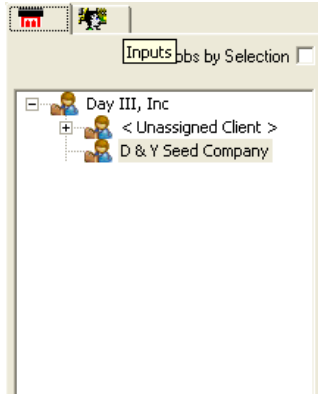 Inputs
obs by Selection
Day III, Inc
< Unassigned Client >
D & Y Seed Company